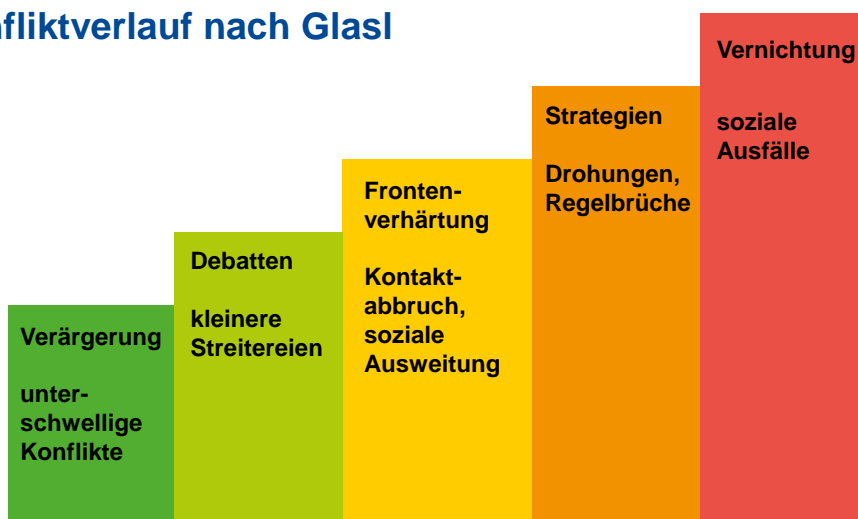 nfliktverlauf nach Glasl
Verärgerung
unter-
schwellige
Konflikte
Debatten
kleinere
Streitereien
Fronten-
verhärtung
Kontakt-
abbruch,
soziale
Ausweitung
Strategien
Drohungen,
Regelbrüche
Vernichtung
soziale
Ausfälle